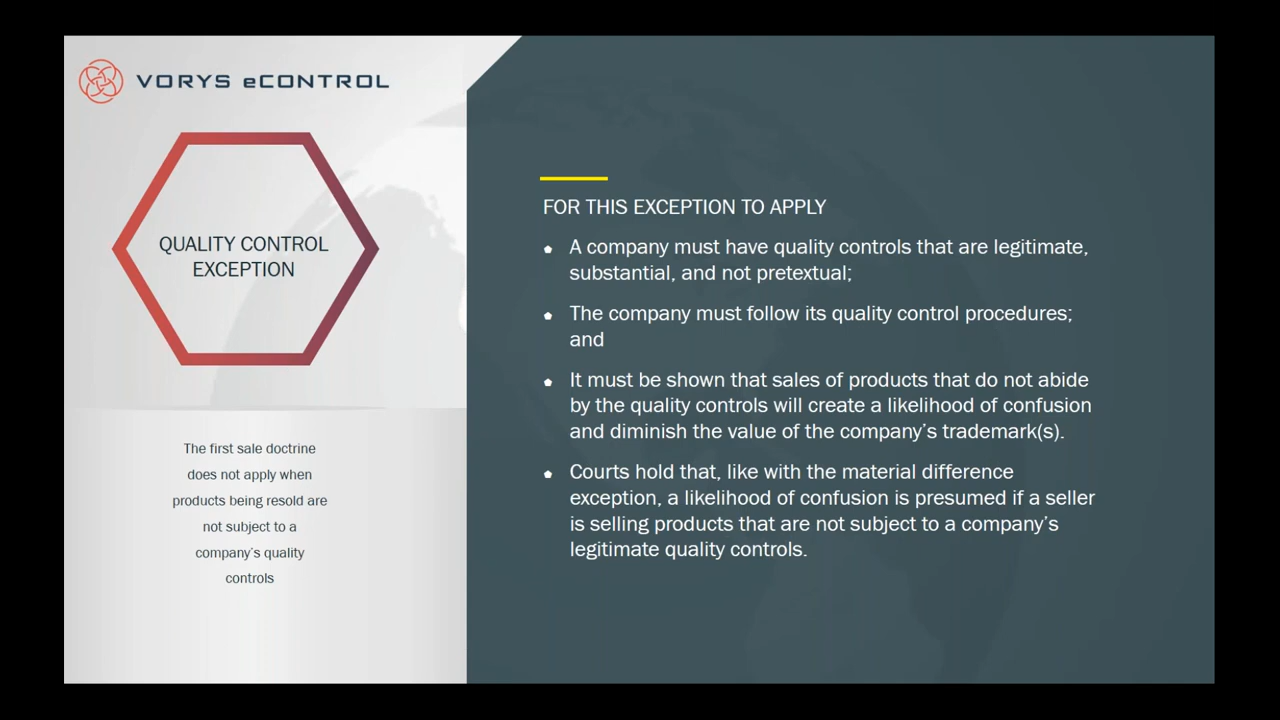 VORYS eCONTROL
QUALITY CONTROL
EXCEPTION
The first sale doctrine
does not apply when
products being resold are
not subject to a
company's quality
controls
FOR THIS EXCEPTION TO APPLY
A company must have quality controls that are legitimate,
substantial, and not pretextual;
The company must follow its quality control procedures;
and
It must be shown that sales of products that do not abide
by the quality controls will create a likelihood of confusion
and diminish the value of the company's trademark(s).
Courts hold that, like with the material difference
exception, a likelihood of confusion is presumed if a seller
is selling products that are not subject to a company's
legitimate quality controls.